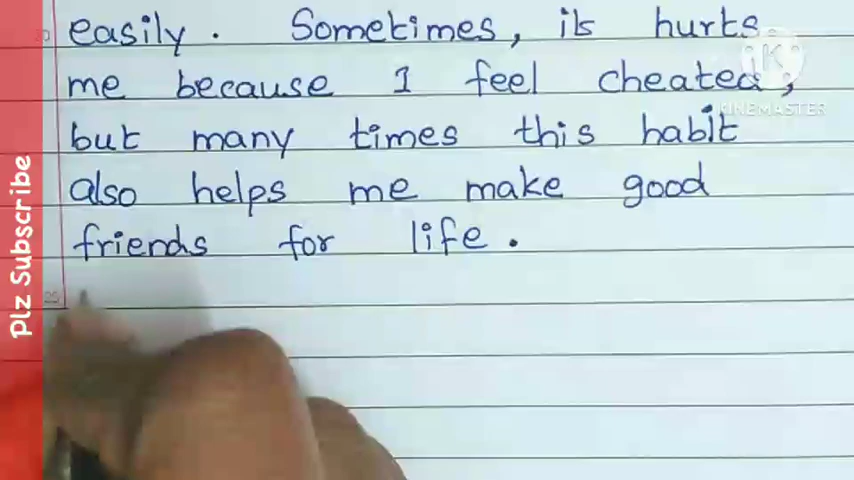 easily. Sometimes, its hurts
me because I feel cheated,
but many times this habit
also helps me make good
friends for life.
Plz Subscribe
KINEMASTER